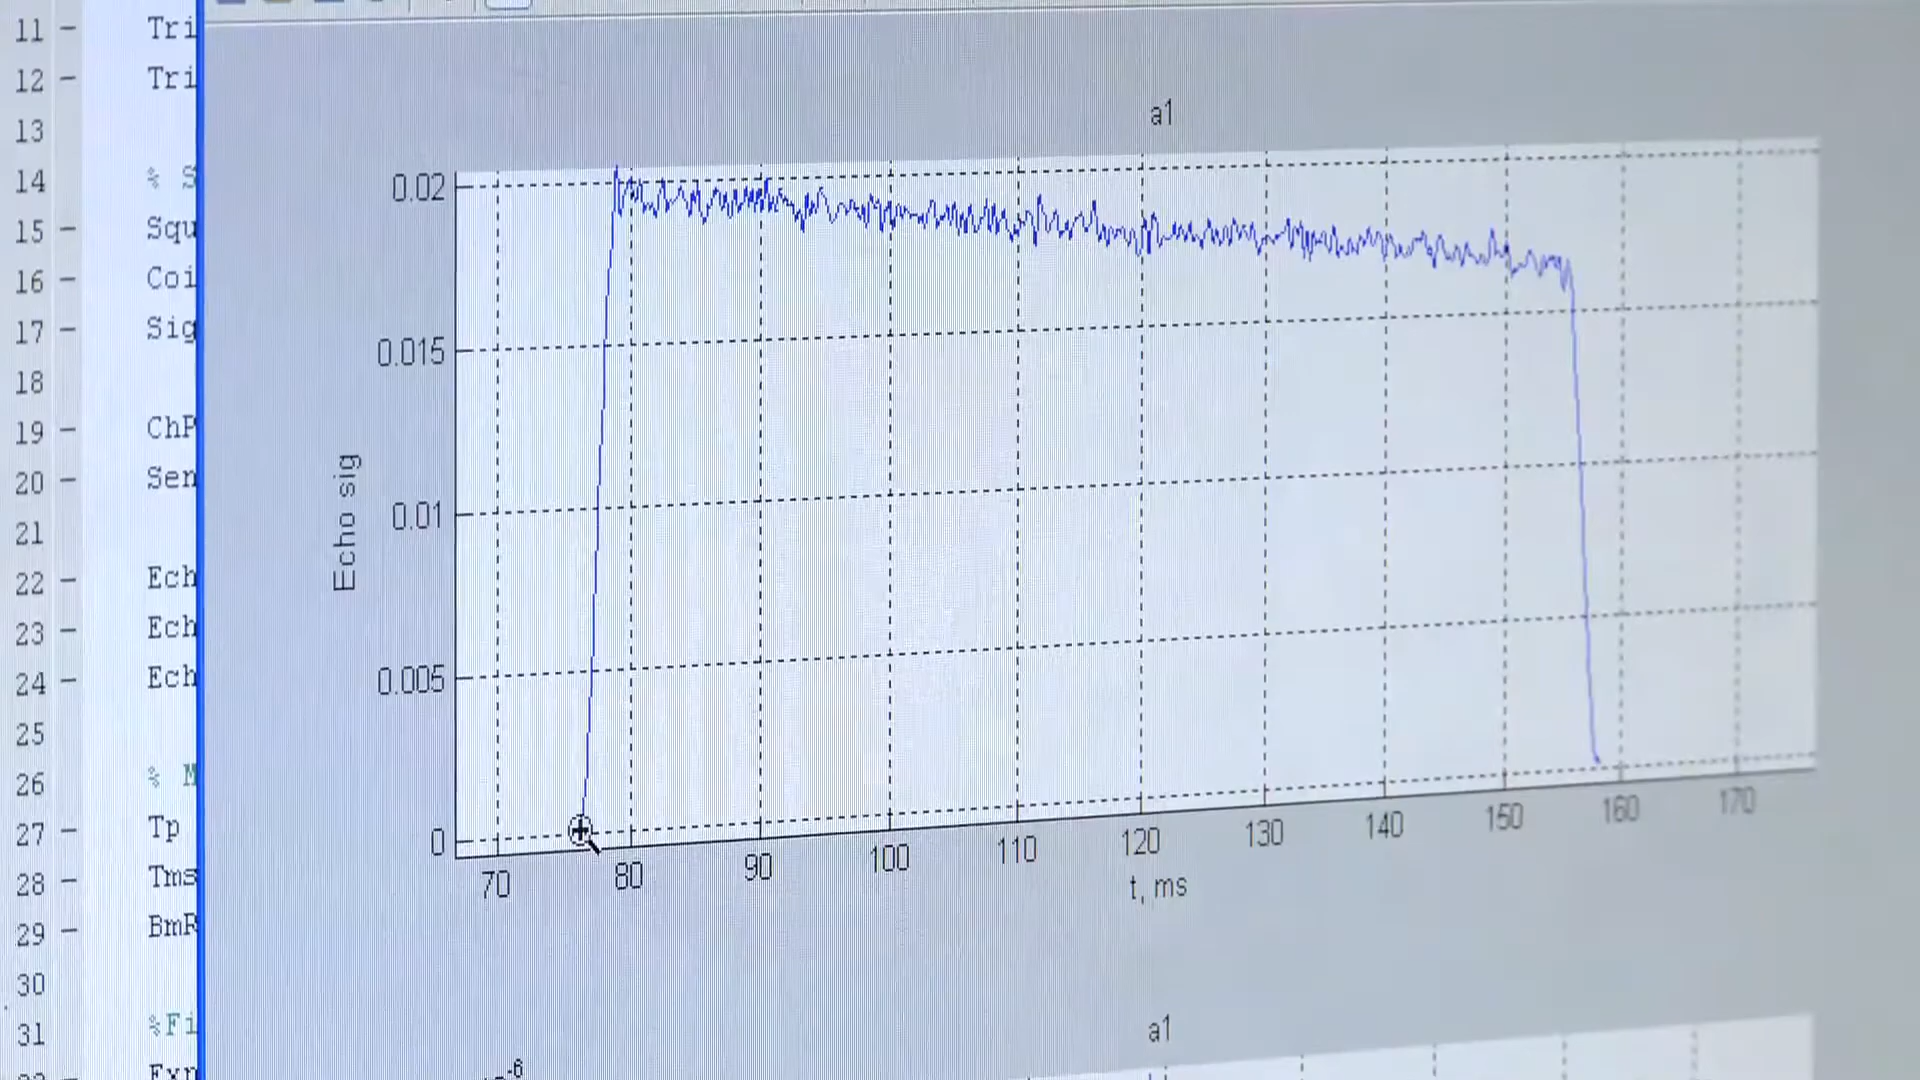 11 – Tri
12 – Tri
13
14 % S
15 – Squ
16 – Coi
17 – Sig
18
19 – ChP
20 – Sen
21
22 – Ech
23 – Ech
24 – Ech
25
26 % M
27 – Tp
28 – Tms
29 – BmR
30
31 %Fi
Exp
a1
0.02
0.015
0.01
0.005
0
Echo sig
70 80 90 100 110 120 130 140 150 160 170
t, ms
a1
-6